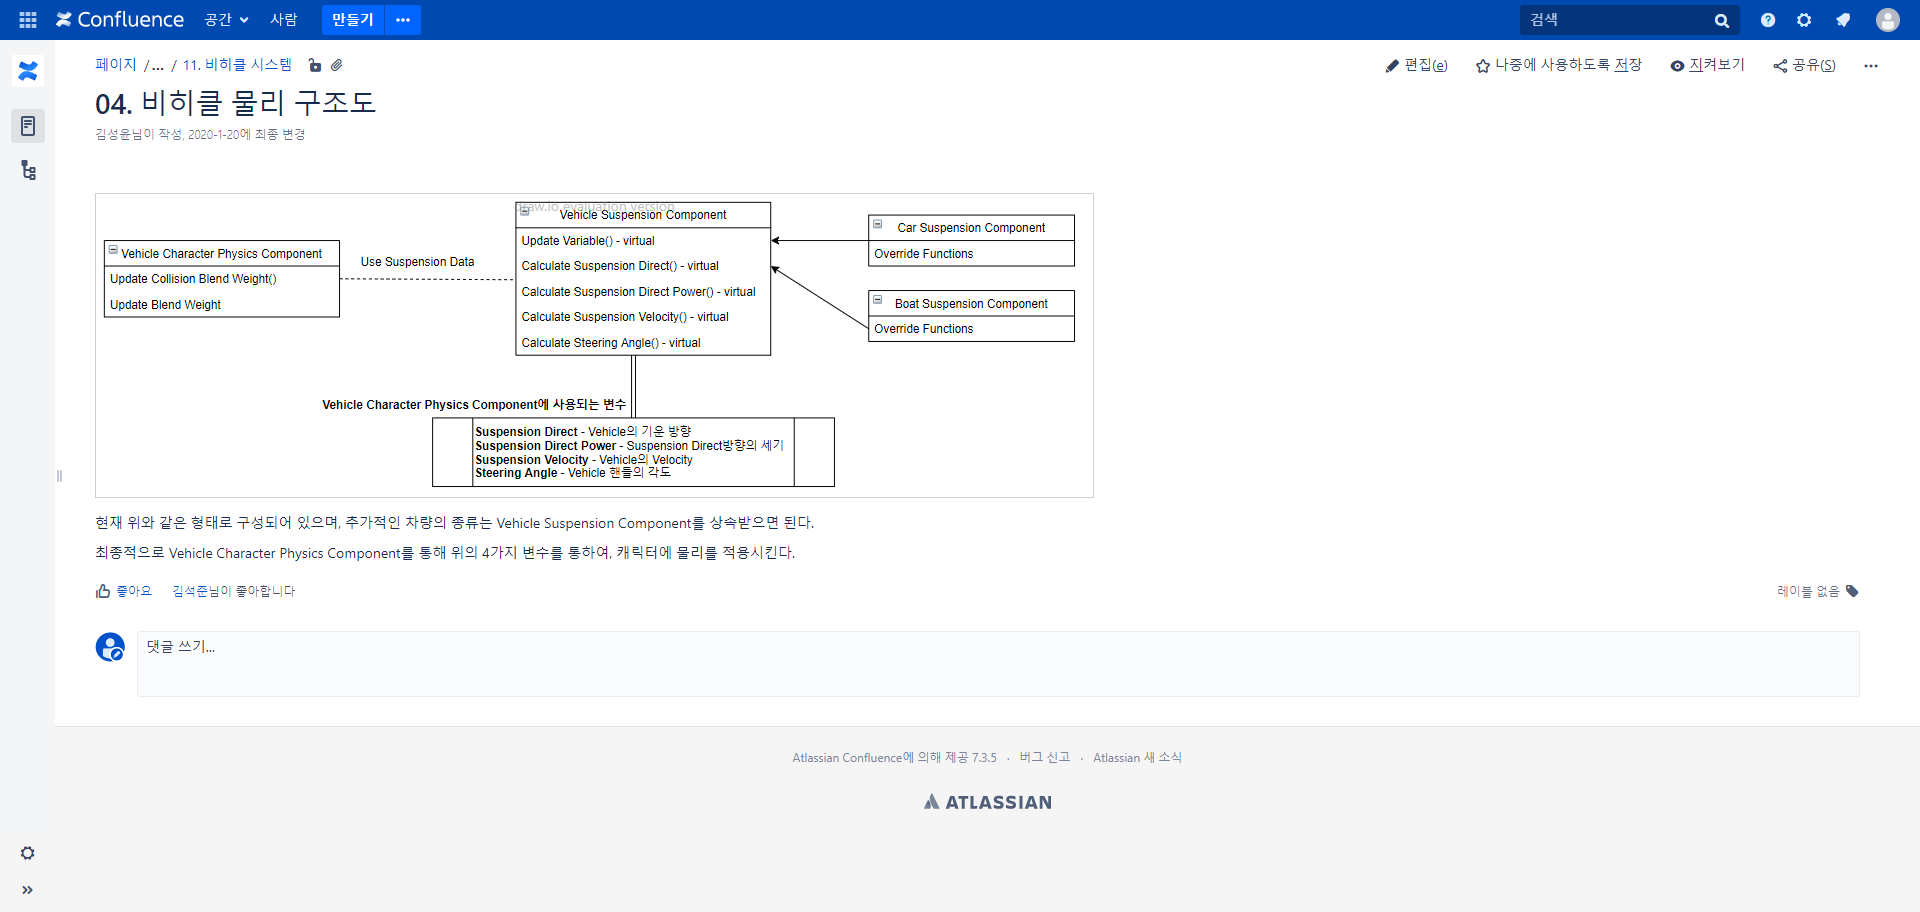 Confluence 공간 사람 만들기 검색
페이지 /... / 11. 비히클 시스템
편집(e) 나중에 사용하도록 저장 지켜보기 공유(S)
04. 비히클 물리 구조도
김성윤님이 작성, 2020-1-20에 최종 변경
draw.io evaluation version
Vehicle Suspension Component
Update Variable() - virtual
Calculate Suspension Direct() - virtual
Calculate Suspension Direct Power() - virtual
Calculate Suspension Velocity() - virtual
Calculate Steering Angle() - virtual
Vehicle Character Physics Component
Update Collision Blend Weight()
Update Blend Weight
Use Suspension Data
Car Suspension Component
Override Functions
Boat Suspension Component
Override Functions
Vehicle Character Physics Component에 사용되는 변수
Suspension Direct - Vehicle의 기운 방향
Suspension Direct Power - Suspension Direct방향의 세기
Suspension Velocity - Vehicle의 Velocity
Steering Angle - Vehicle 핸들의 각도
현재 위와 같은 형태로 구성되어 있으며, 추가적인 차량의 종류는 Vehicle Suspension Component를 상속받으면 된다.
최종적으로 Vehicle Character Physics Component를 통해 위의 4가지 변수를 통하여, 캐릭터에 물리를 적용시킨다.
좋아요 김석준님이 좋아합니다
레이블 없음
댓글 쓰기...
Atlassian Confluence에 의해 제공 7.3.5 · 버그 신고 · Atlassian 새 소식
ATLASSIAN